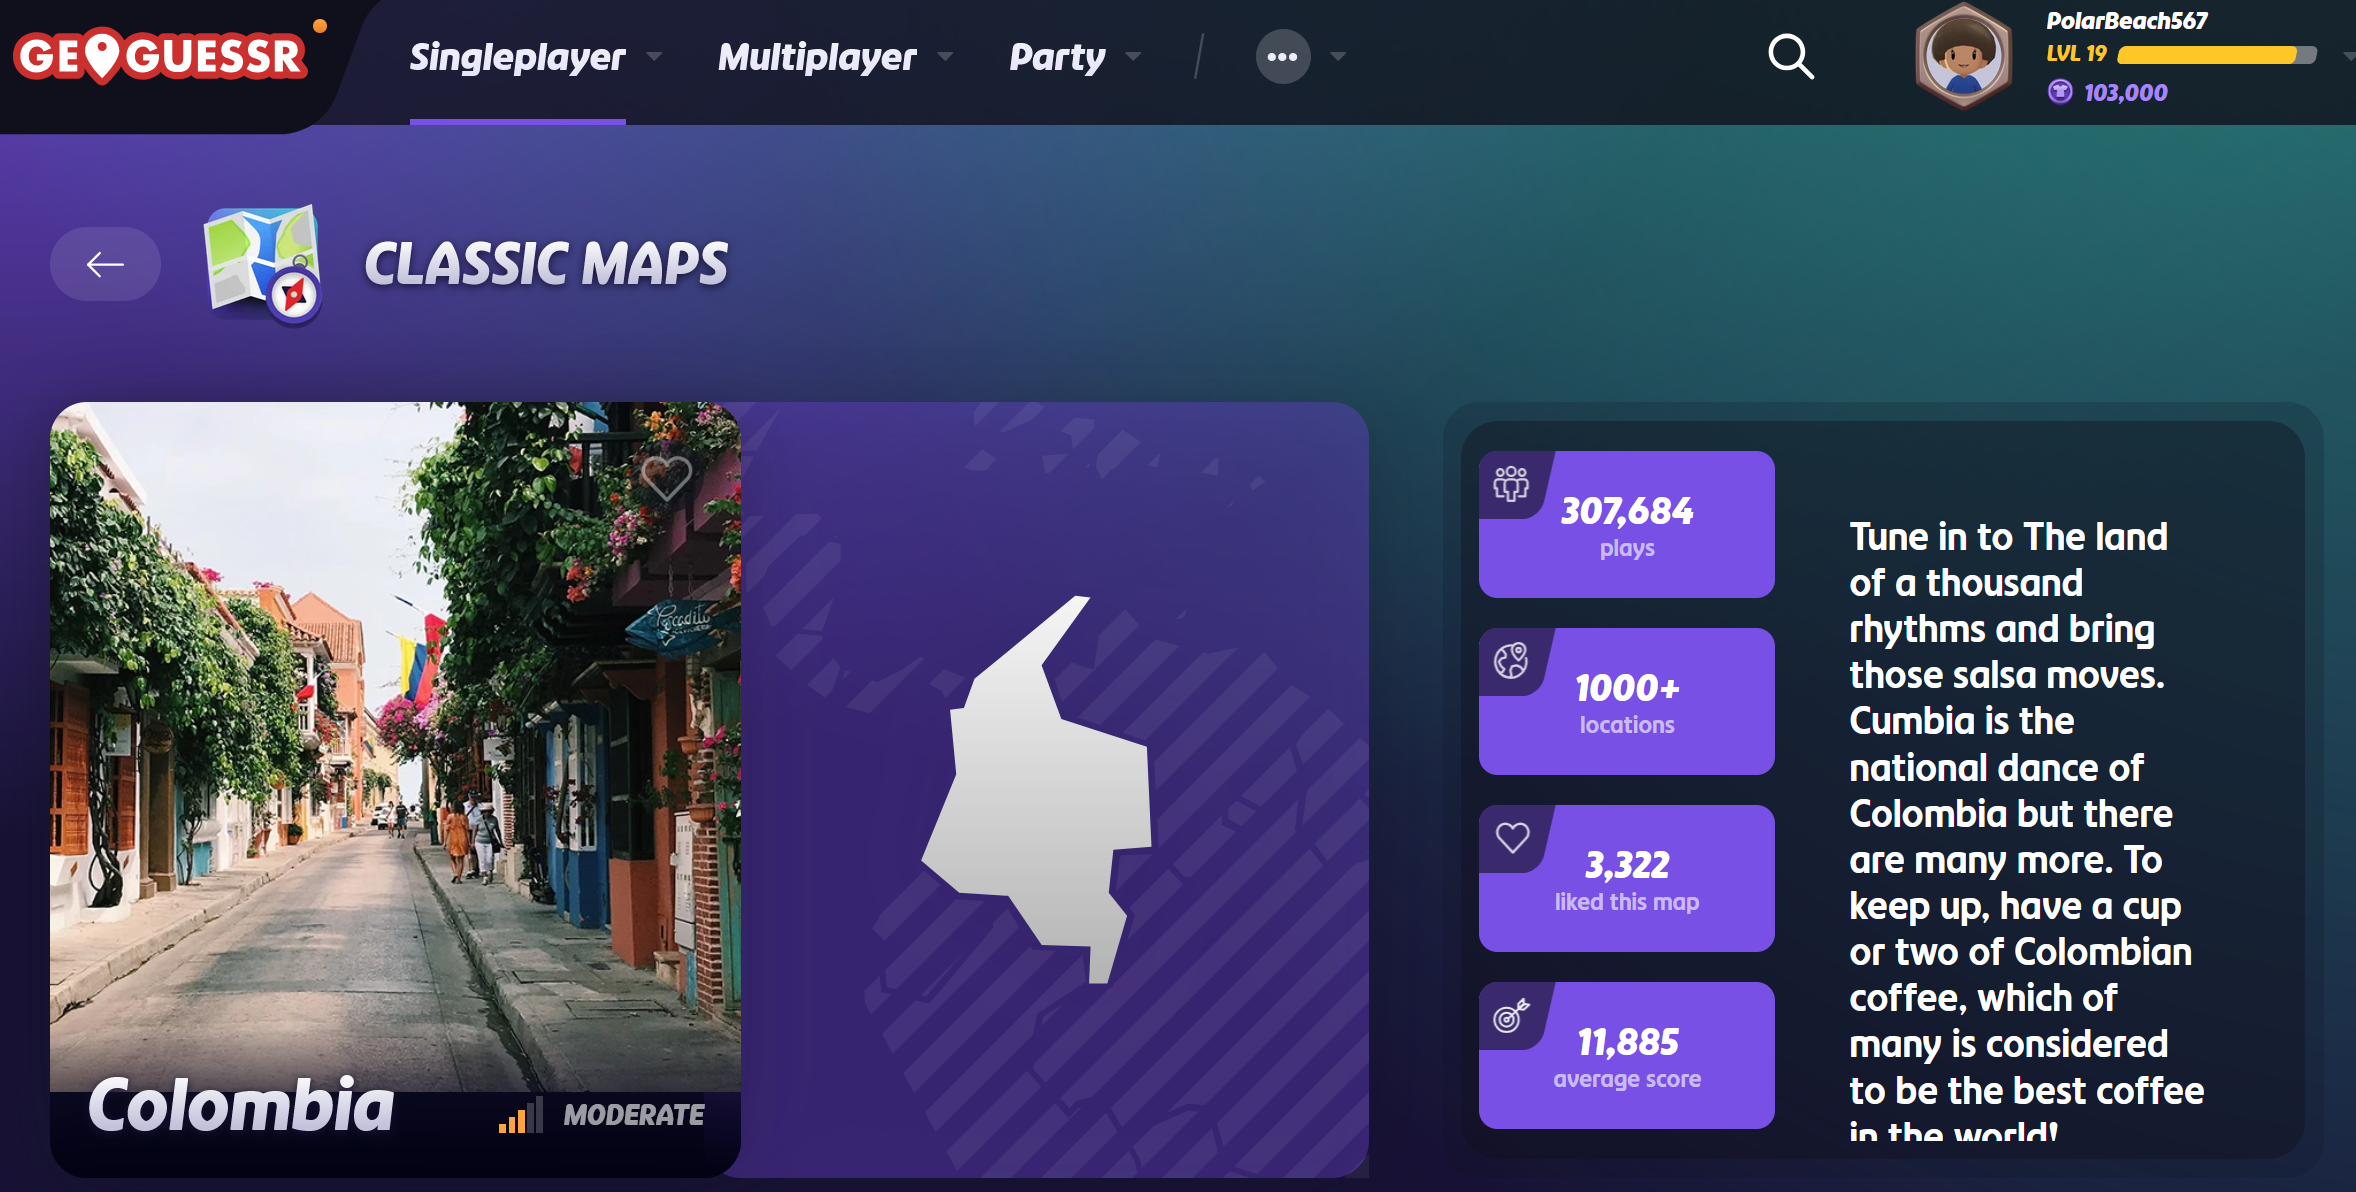 GEOGUESSR
Singleplayer
Multiplayer
Party
PolarBeach567
LVL 19
103,000
CLASSIC MAPS
Colombia
MODERATE
307,684
plays
1000+
locations
3,322
liked this map
11,885
average score
Tune in to The land
of a thousand
rhythms and bring
those salsa moves.
Cumbia is the
national dance of
Colombia but there
are many more. To
keep up, have a cup
or two of Colombian
coffee, which of
many is considered
to be the best coffee
in the world!